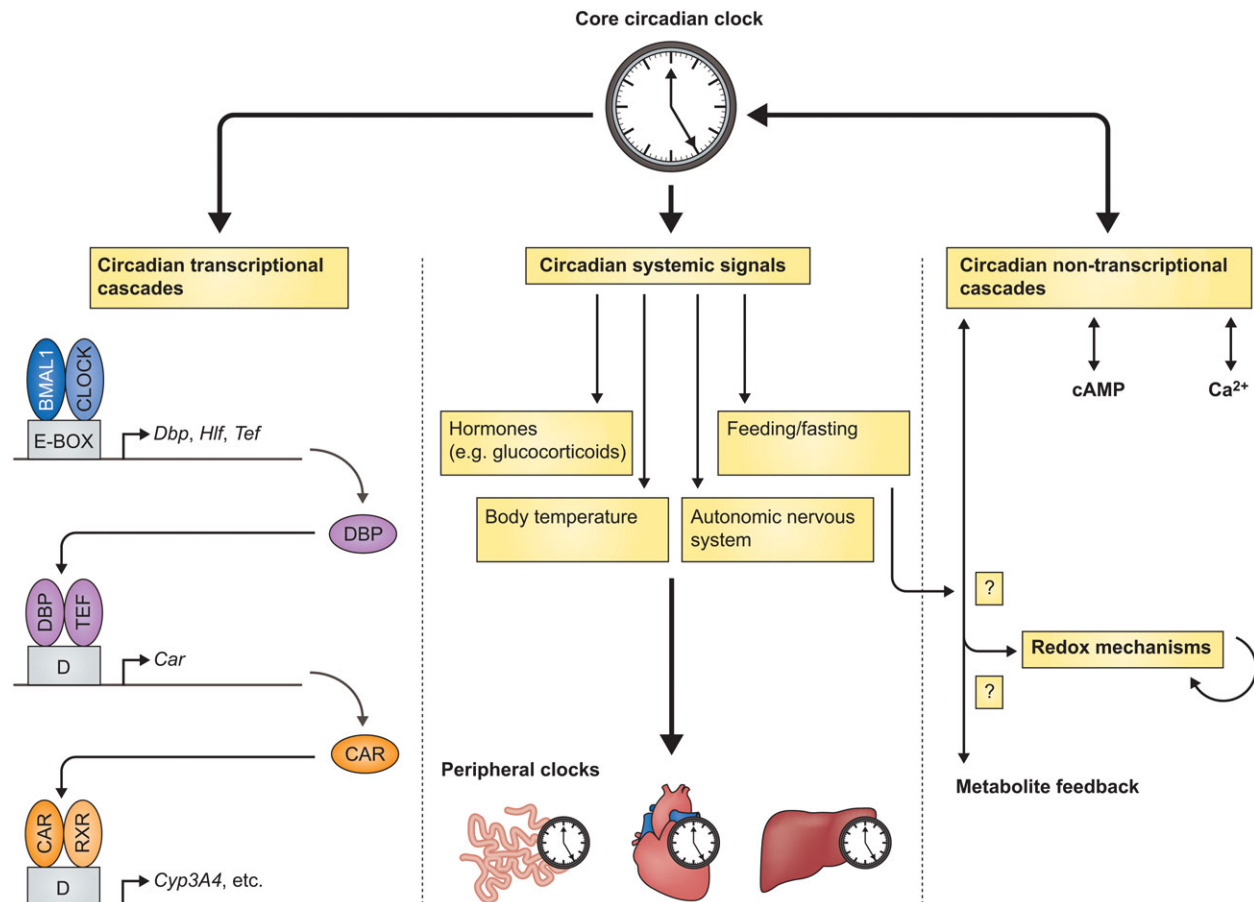 Core circadian clock
Circadian transcriptional
cascades
BMAL1
CLOCK
E-BOX
Dbp, Hlf, Tef
DBP
DBP
TEF
D
Car
CAR
CAR
RXR
D
Cyp3A4, etc.
Circadian systemic signals
Hormones
(e.g. glucocorticoids)
Feeding/fasting
Body temperature
Autonomic nervous
system
Peripheral clocks
Circadian non-transcriptional
cascades
cAMP
Ca²⁺
?
Redox mechanisms
?
Metabolite feedback